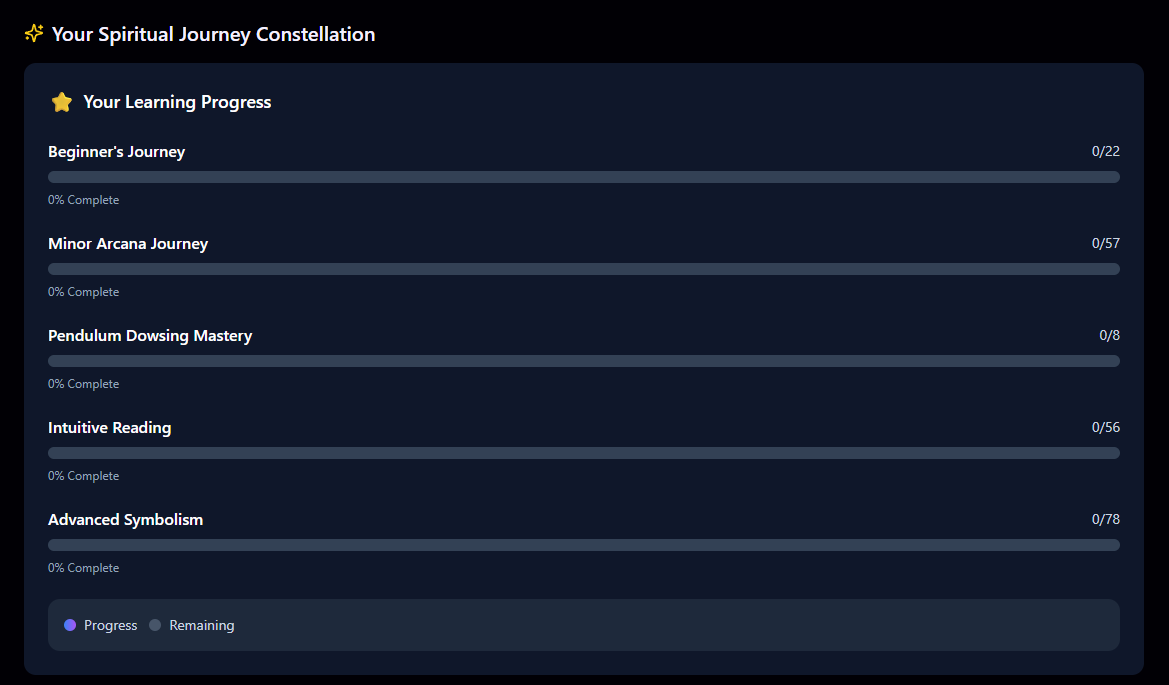 Your Spiritual Journey Constellation
Your Learning Progress
Beginner's Journey 0/22
0% Complete
Minor Arcana Journey 0/57
0% Complete
Pendulum Dowsing Mastery 0/8
0% Complete
Intuitive Reading 0/56
0% Complete
Advanced Symbolism 0/78
0% Complete
Progress Remaining